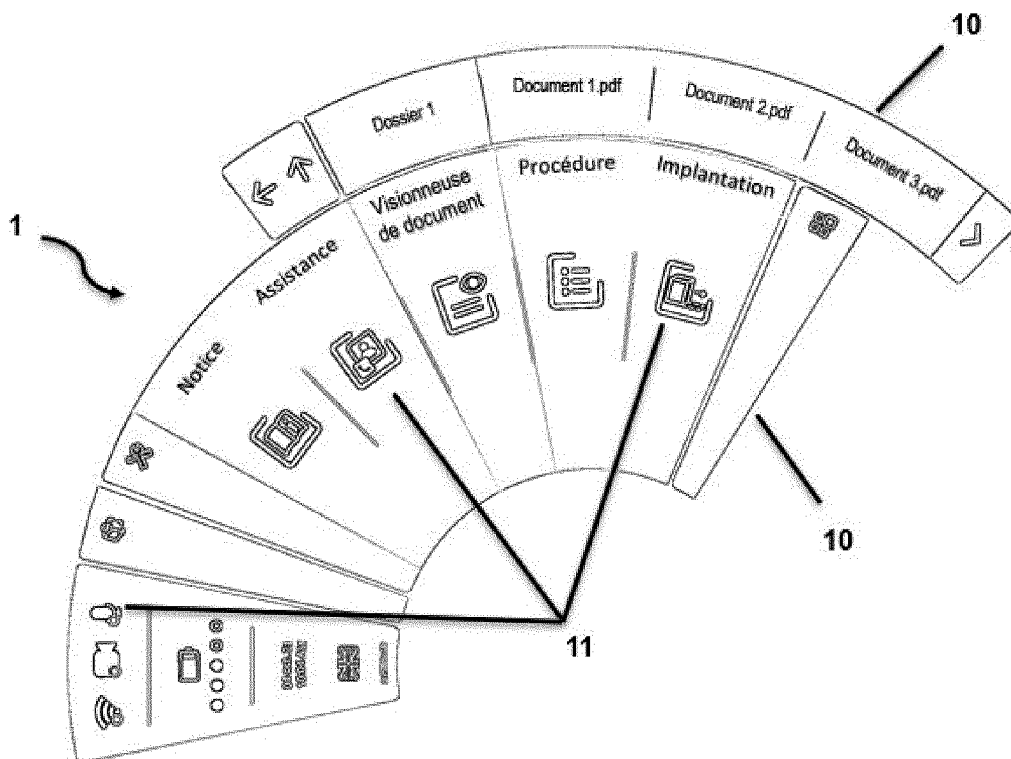 10
Dossier 1
Document 1.pdf
Document 2.pdf
Document 3.pdf
1
Notice
Assistance
Visionneuse
de document
Procédure
Implantation
10
11